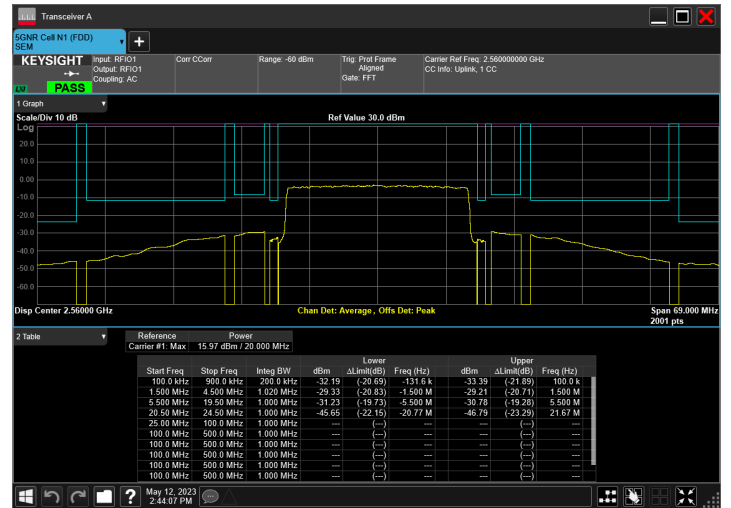 Transceiver A
5GNR Cell N1 (FDD)
SEM
KEYSIGHT
LXI
PASS
Input: RFIO1
Output: RFIO1
Coupling: AC
Corr CCorr
Range: -60 dBm
Trig: Prot Frame
Aligned
Gate: FFT
Carrier Ref Freq: 2.560000000 GHz
CC Info: Uplink, 1 CC
1 Graph
Scale/Div 10 dB
Ref Value 30.0 dBm
Log
20.0
10.0
0.00
-10.0
-20.0
-30.0
-40.0
-50.0
-60.0
Disp Center 2.56000 GHz
Chan Det: Average, Offs Det: Peak
Span 69.000 MHz
2001 pts
2 Table
Reference Power
Carrier #1: Max 15.97 dBm / 20.000 MHz
Lower Upper
Start Freq Stop Freq Integ BW dBm ΔLimit(dB) Freq (Hz) dBm ΔLimit(dB) Freq (Hz)
100.0 kHz 900.0 kHz 200.0 kHz -32.19 (-20.69) -131.6 k -33.39 (-21.89) 100.0 k
1.500 MHz 4.500 MHz 1.020 MHz -29.33 (-20.83) -1.500 M -29.21 (-20.71) 1.500 M
5.500 MHz 19.50 MHz 1.000 MHz -31.23 (-19.73) -5.500 M -30.78 (-19.28) 5.500 M
20.50 MHz 24.50 MHz 1.000 MHz -45.65 (-22.15) -20.77 M -46.79 (-23.29) 21.67 M
25.00 MHz 100.0 MHz 1.000 MHz --- (---) --- --- (---) ---
100.0 MHz 500.0 MHz 1.000 MHz --- (---) --- --- (---) ---
100.0 MHz 500.0 MHz 1.000 MHz --- (---) --- --- (---) ---
100.0 MHz 500.0 MHz 1.000 MHz --- (---) --- --- (---) ---
100.0 MHz 500.0 MHz 1.000 MHz --- (---) --- --- (---) ---
100.0 MHz 500.0 MHz 1.000 MHz --- (---) --- --- (---) ---
May 12, 2023
2:44:07 PM